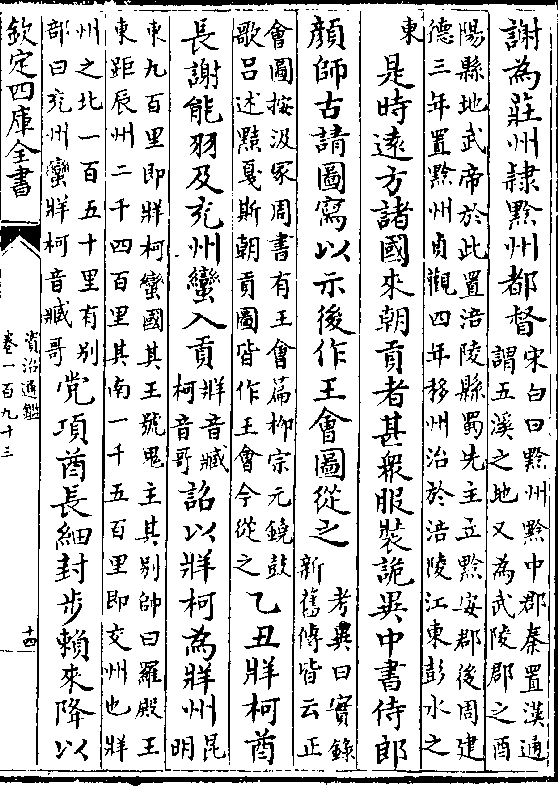 謝為莊州隷黔州都督宋白曰黔州黔中郡秦置漢通
謂五溪之地又為武陵郡之酉
陽縣地武帝於此置涪陵縣蜀先主立黔安郡後周建
德三年置黔州貞觀四年移州治於涪陵江東彭水之
東　是時遠方諸國來朝貢者甚衆服裝詭異中書侍郎
顔師古請圖寫以示後作王會圖從之考異曰實錄
新舊傳皆云正
會圖按汲冢周書有王會篇柳宗元鐃鼓
歌吕述黠戛斯朝貢圖皆作王會今從之乙丑牂柯酋
長謝能羽及兖州蠻入貢牂音臧
柯音哥詔以牂柯為牂州昆
明
東九百里即牂柯蠻國其王號鬼主其别帥曰羅殿王
東距辰州二千四百里其南一千五百里即交州也牂
州之北一百五十里有别
部曰兖州蠻牂柯音臧哥党項酋長細封步賴來降以
欽定四庫全書
資治通鑑
卷一百九十三
十四